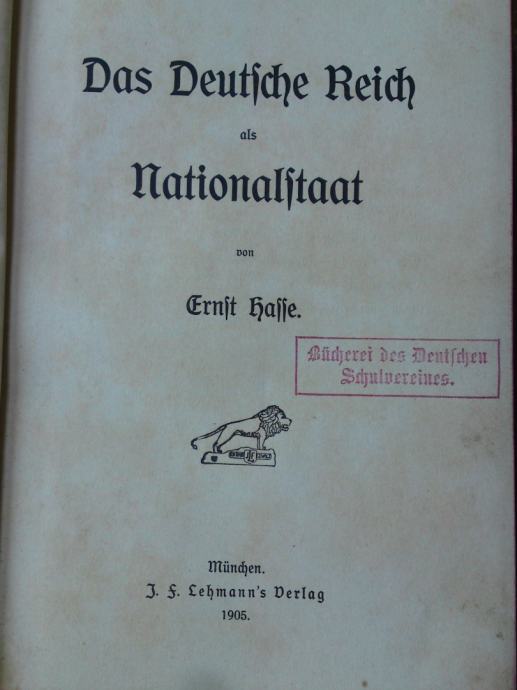 Das Deutſche Reich
als
Nationalſtaat
von
Ernſt Haſſe.
Bücherei des Deutſchen
Schulvereines.
München.
J. F. Lehmann's Verlag
1905.